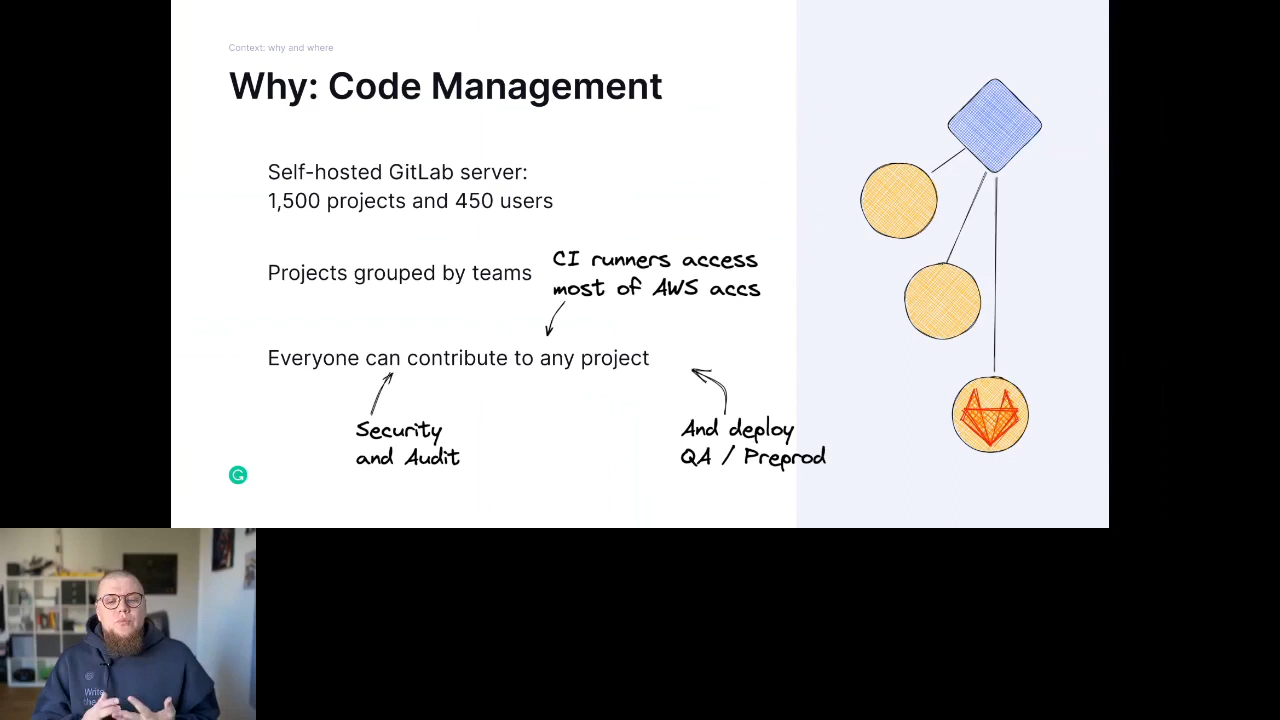 Context: why and where
Why: Code Management
Self-hosted GitLab server:
1,500 projects and 450 users
Projects grouped by teams
CI runners access
most of AWS accs
Everyone can contribute to any project
Security
and Audit
And deploy
QA / Preprod
Write
the